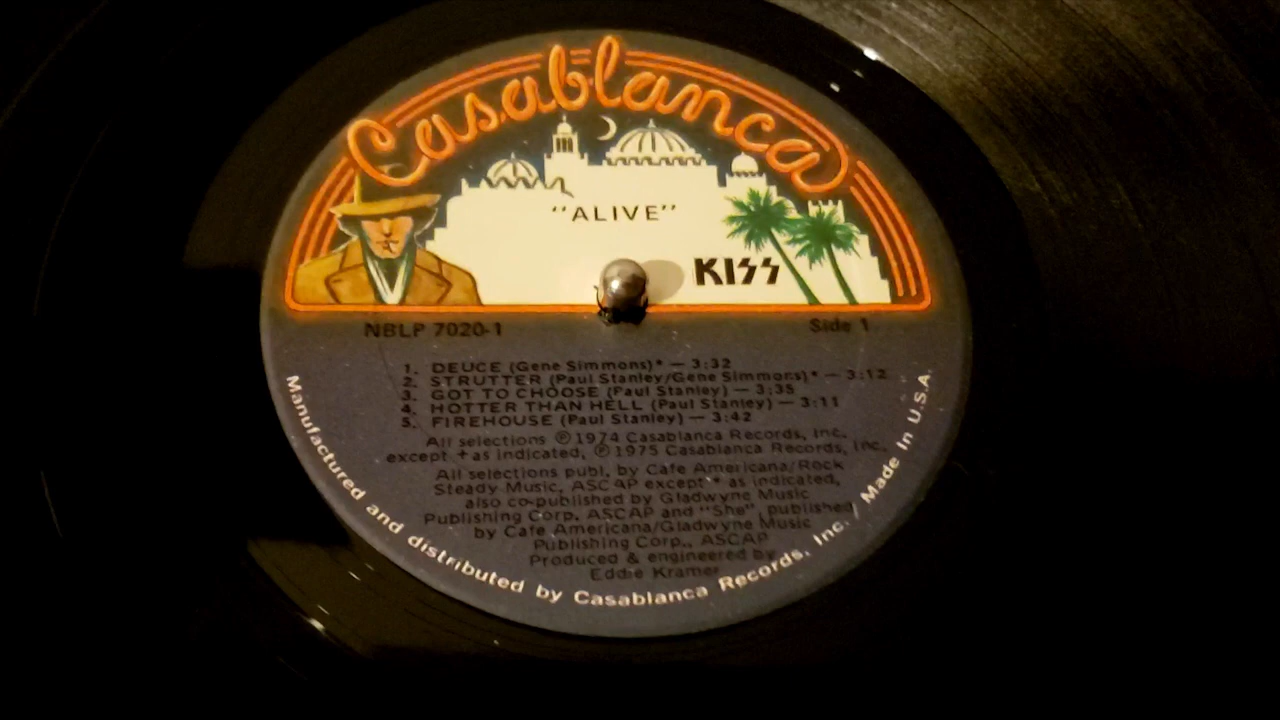 Casablanca
"ALIVE"
KISS
NBLP 7020-1
Side 1
1. DEUCE (Gene Simmons)* — 3:32
2. STRUTTER (Paul Stanley/Gene Simmons)* — 3:12
3. GOT TO CHOOSE (Paul Stanley) — 3:35
4. HOTTER THAN HELL (Paul Stanley) — 3:11
5. FIREHOUSE (Paul Stanley) — 3:42
All selections ℗1974 Casablanca Records, Inc.
except + as indicated, ℗1975 Casablanca Records, Inc.
All selections publ. by Cafe Americana/Rock
Steady Music, ASCAP except * as indicated,
also co-published by Gladwyne Music
Publishing Corp. ASCAP and "She", published
by Cafe Americana/Gladwyne Music
Publishing Corp., ASCAP
Produced & engineered by
Eddie Kramer
Manufactured and distributed by Casablanca Records, Inc. / Made In U.S.A.